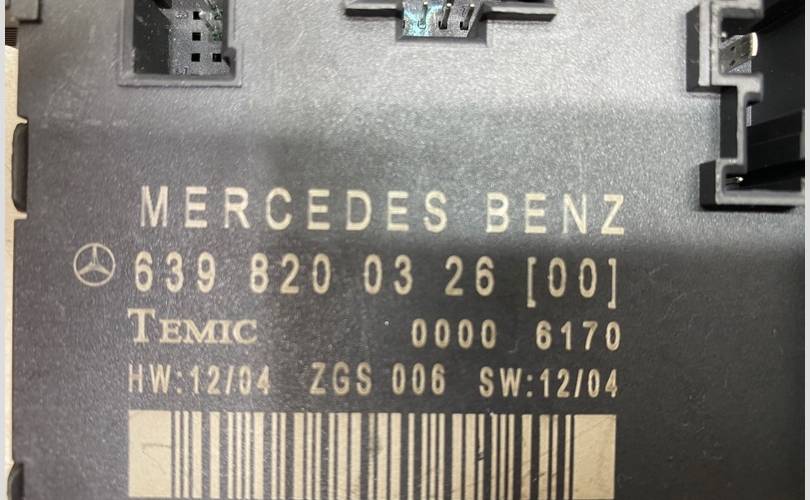 MERCEDES BENZ
639 820 03 26 [00]
TEMIC 0000 6170
HW:12/04 ZGS 006 SW:12/04